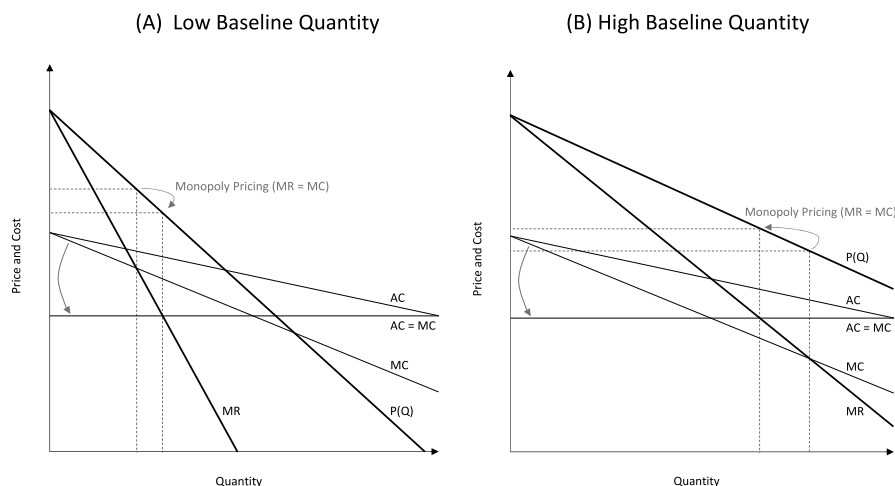 (A) Low Baseline Quantity
Price and Cost
Monopoly Pricing (MR = MC)
AC
AC = MC
MC
MR
P(Q)
Quantity
(B) High Baseline Quantity
Price and Cost
Monopoly Pricing (MR = MC)
P(Q)
AC
AC = MC
MC
MR
Quantity